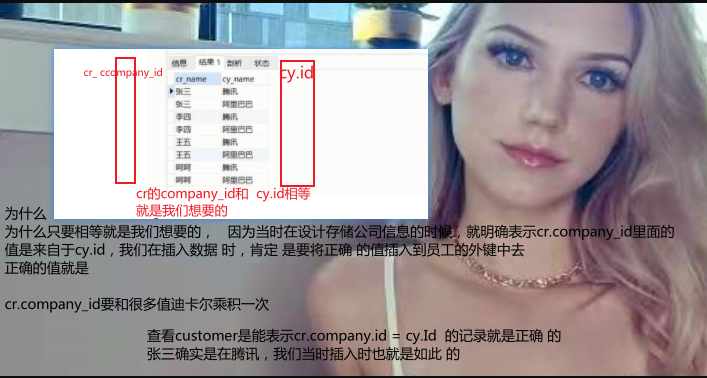 信息 结果 1 剖析 状态
cr_ ccompany_id
cy.id
cr_name cy_name
张三 腾讯
张三 阿里巴巴
李四 腾讯
李四 阿里巴巴
王五 腾讯
王五 阿里巴巴
呵呵 腾讯
呵呵 阿里巴巴
cr的company_id和 cy.id相等
就是我们想要的
为什么
为什么只要相等就是我们想要的， 因为当时在设计存储公司信息的时候，就明确表示cr.company_id里面的
值是来自于cy.id，我们在插入数据 时，肯定 是要将正确 的值插入到员工的外键中去
正确的值就是
cr.company_id要和很多值迪卡尔乘积一次
查看customer是能表示cr.company.id = cy.Id 的记录就是正确 的
张三确实是在腾讯，我们当时插入时也就是如此 的